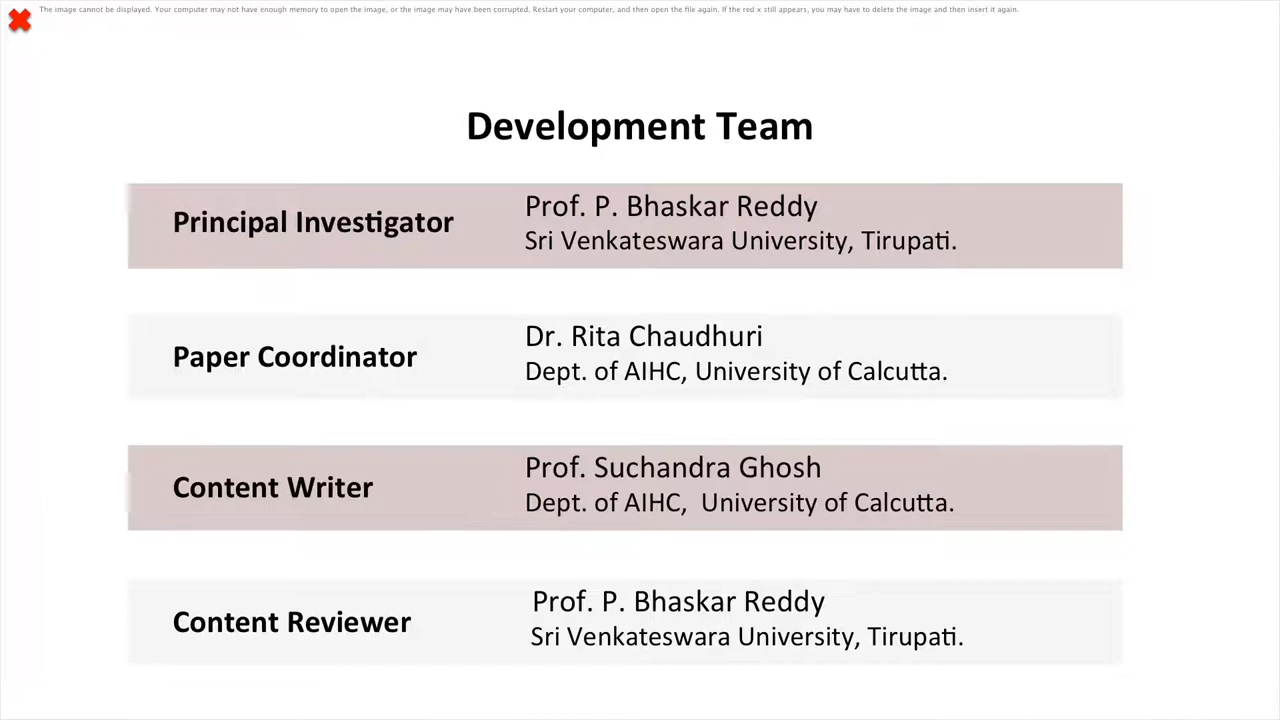 The image cannot be displayed. Your computer may not have enough memory to open the image, or the image may have been corrupted. Restart your computer, and then open the file again. If the red x still appears, you may have to delete the image and then insert it again.
Development Team
Principal Investigator
Prof. P. Bhaskar Reddy
Sri Venkateswara University, Tirupati.
Paper Coordinator
Dr. Rita Chaudhuri
Dept. of AIHC, University of Calcutta.
Content Writer
Prof. Suchandra Ghosh
Dept. of AIHC,  University of Calcutta.
Content Reviewer
Prof. P. Bhaskar Reddy
Sri Venkateswara University, Tirupati.